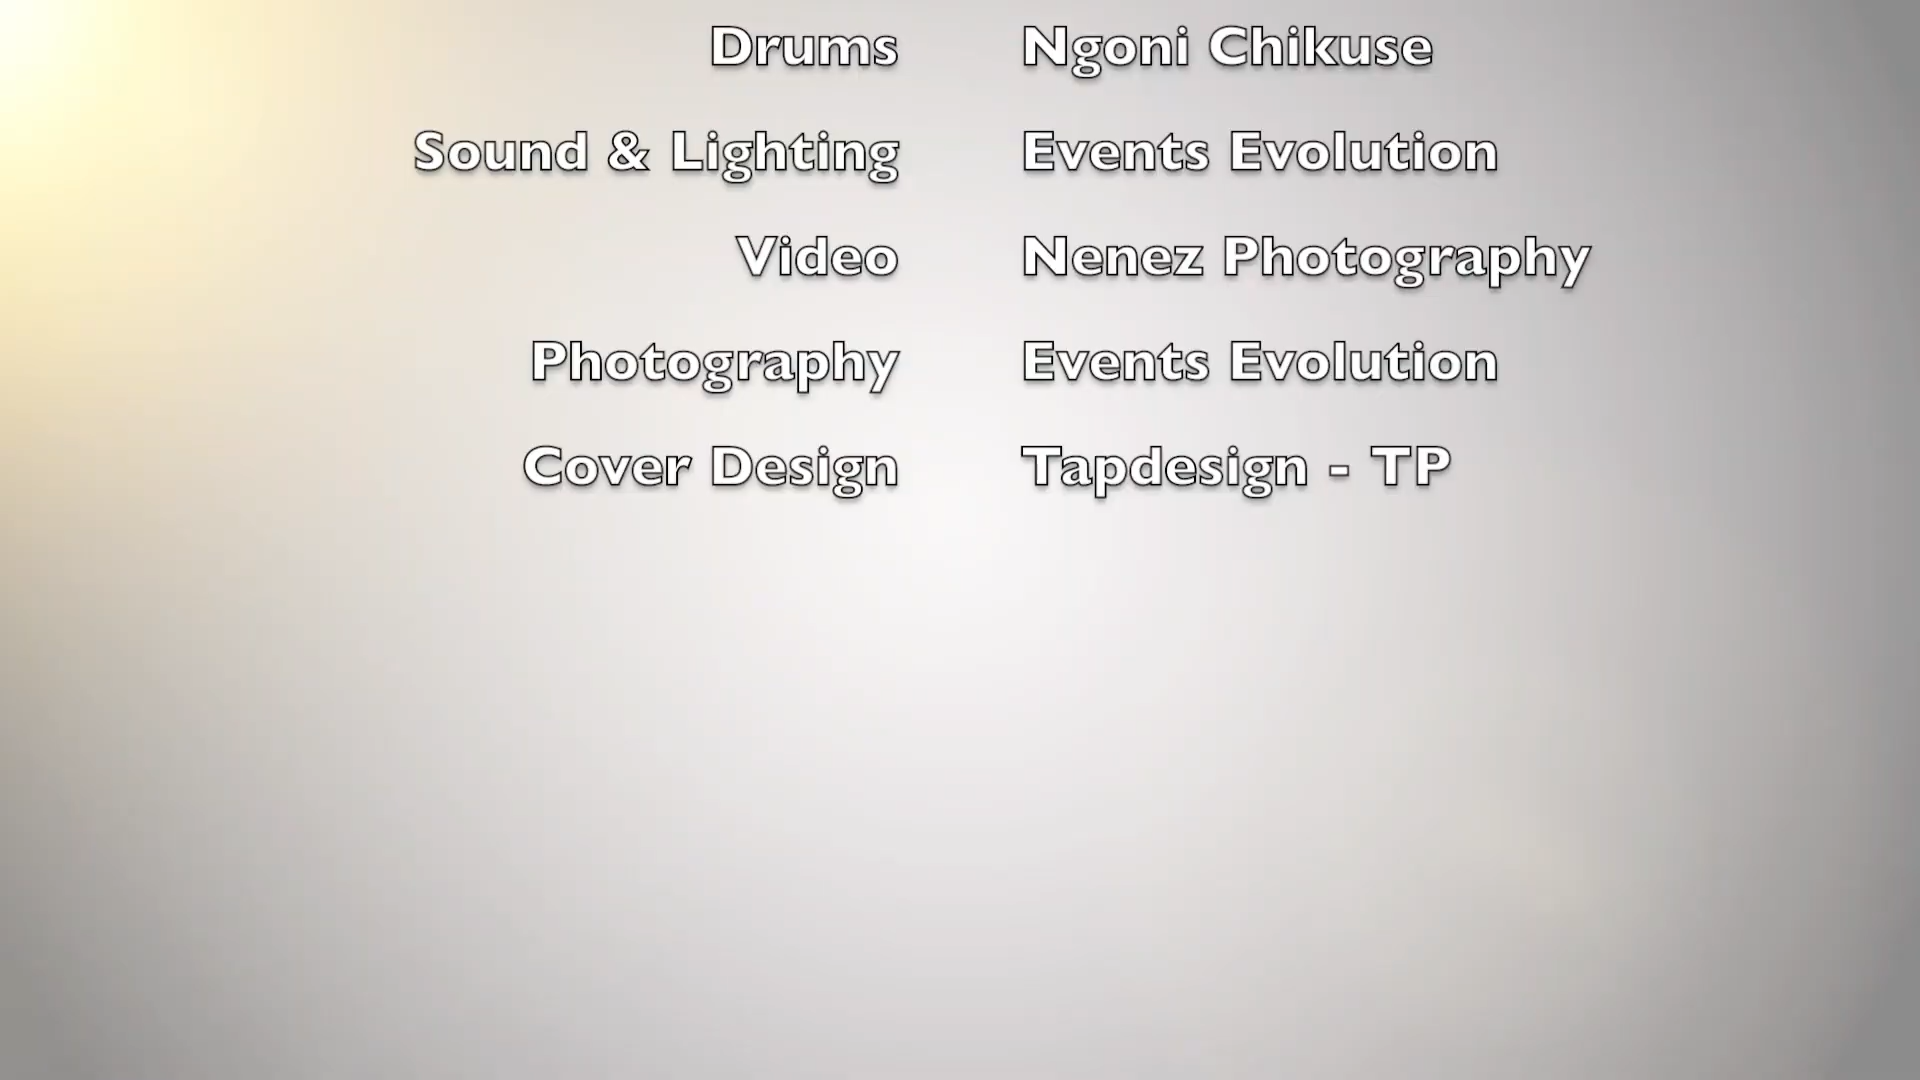 Drums Ngoni Chikuse
Sound & Lighting Events Evolution
Video Nenez Photography
Photography Events Evolution
Cover Design Tapdesign - TP